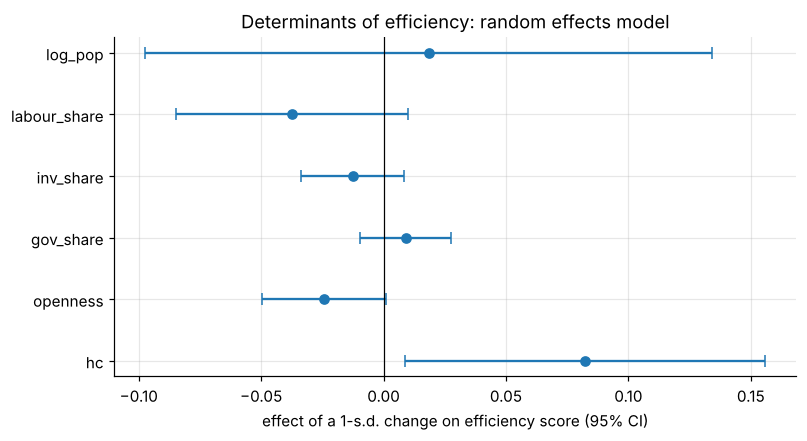 Determinants of efficiency: random effects model
log_pop
labour_share
inv_share
gov_share
openness
hc
−0.10 −0.05 0.00 0.05 0.10 0.15
effect of a 1-s.d. change on efficiency score (95% CI)